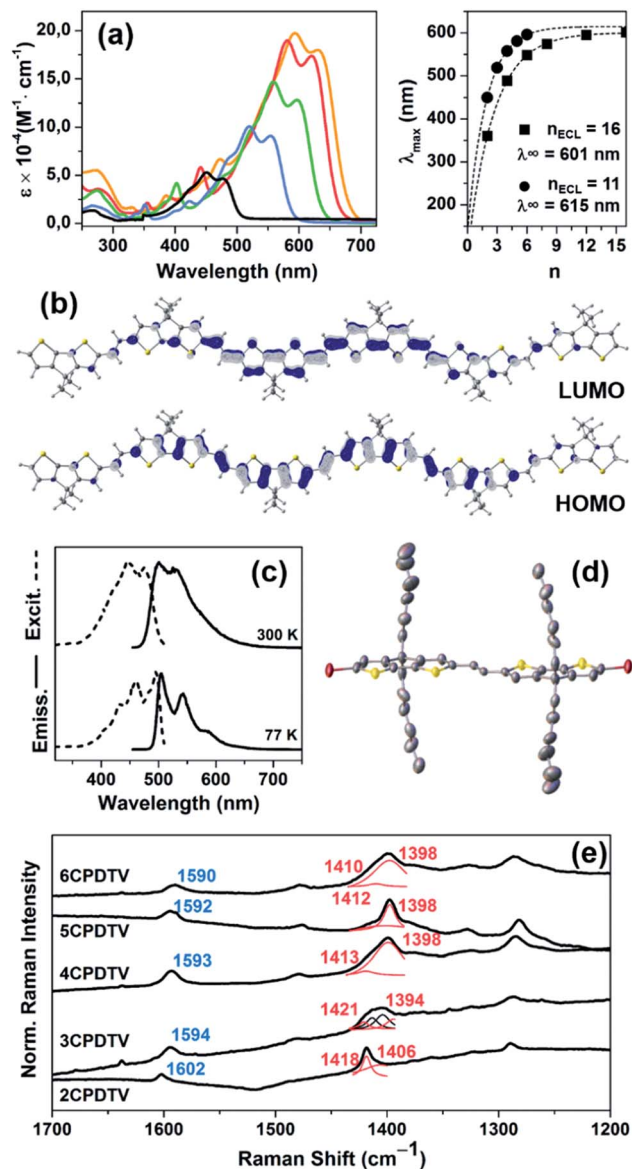 (a)
20,0
15,0
10,0
5,0
0,0
ε × 10⁻⁴(M⁻¹· cm⁻¹)
300 400 500 600 700
Wavelength (nm)
600
500
400
300
200
λmax (nm)
n_ECL = 16
λ∞ = 601 nm
n_ECL = 11
λ∞ = 615 nm
0 3 6 9 12 15
n
(b)
LUMO
HOMO
(c)
Emiss. Excit.
300 K
77 K
400 500 600 700
Wavelength (nm)
(d)
(e)
Norm. Raman Intensity
1590
1410
1398
6CPDTV
1592
1412
1398
5CPDTV
1593
1413
1398
4CPDTV
1594
1421
1394
3CPDTV
1602
1418
1406
2CPDTV
1700 1600 1500 1400 1300 1200
Raman Shift (cm⁻¹)